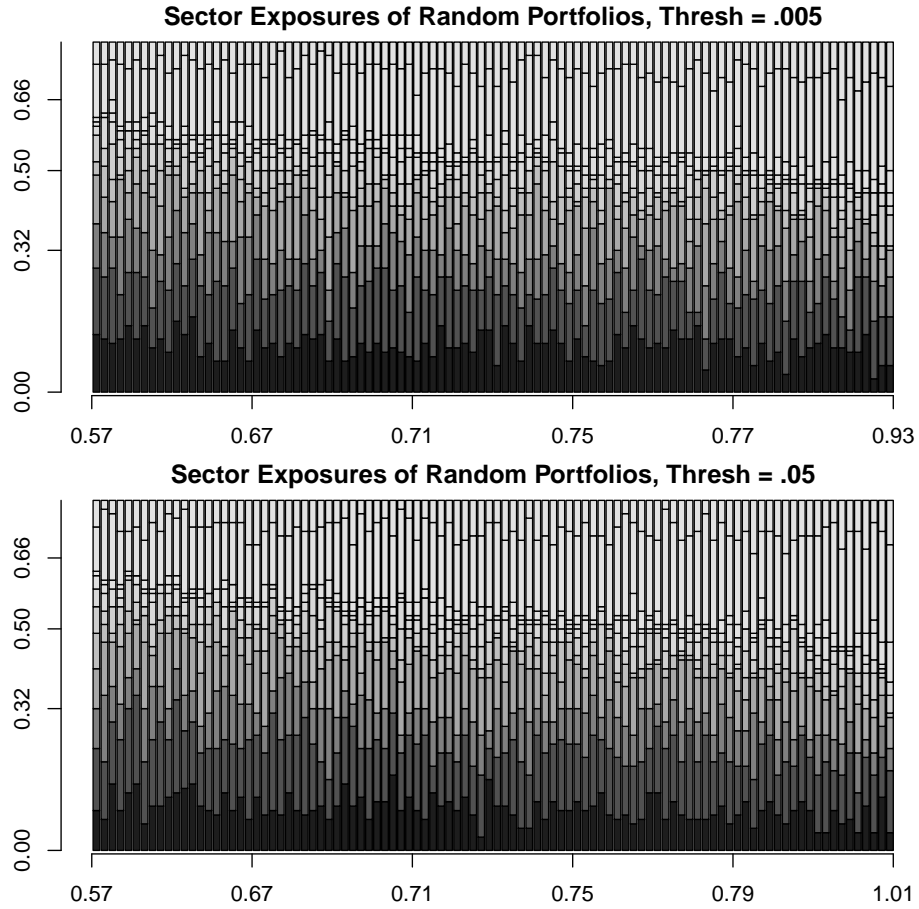 Sector Exposures of Random Portfolios, Thresh = .005
0.66
0.50
0.32
0.00
0.57 0.67 0.71 0.75 0.77 0.93
Sector Exposures of Random Portfolios, Thresh = .05
0.66
0.50
0.32
0.00
0.57 0.67 0.71 0.75 0.79 1.01